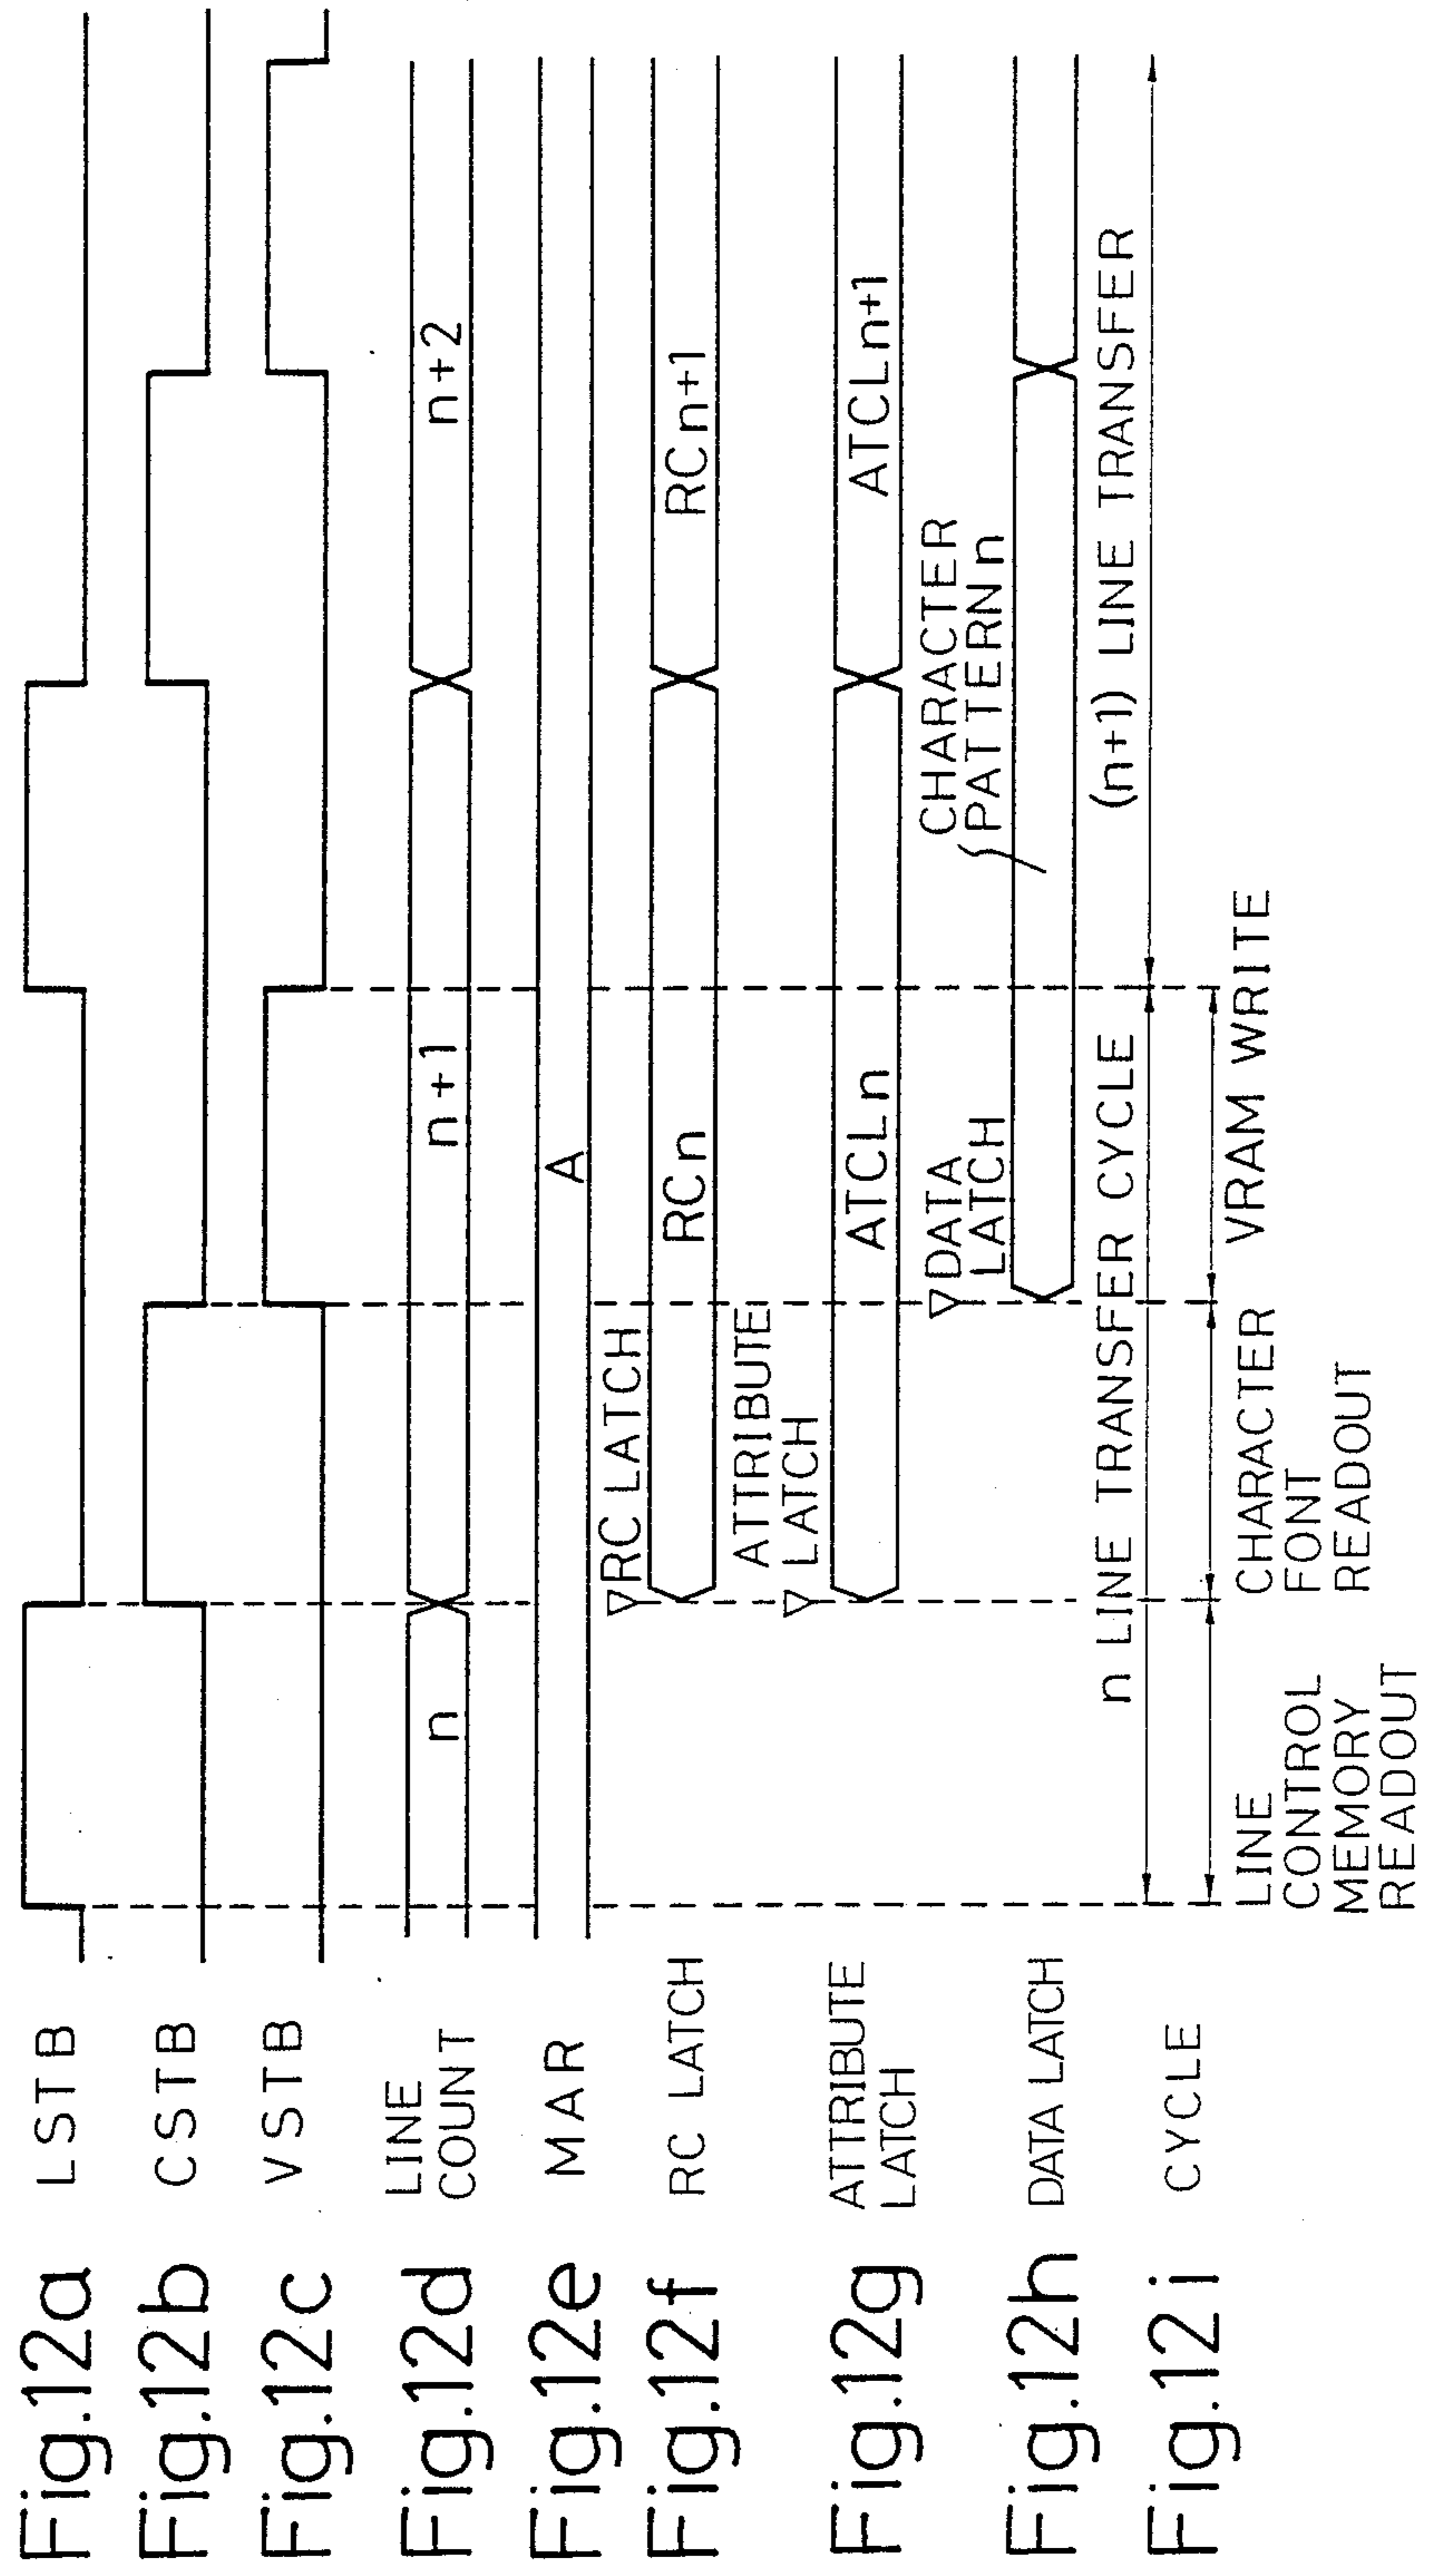 Fig.12a LSTB
Fig.12b CSTB
Fig.12c VSTB
Fig.12d LINE
COUNT
n
n+1
n+2
Fig.12e MAR
A
Fig.12f RC LATCH
RC LATCH
RCn
RCn+1
Fig.12g ATTRIBUTE
LATCH
ATTRIBUTE
LATCH
ATCLn
ATCLn+1
Fig.12h DATA LATCH
DATA
LATCH
CHARACTER
PATTERN n
Fig.12i CYCLE
n LINE TRANSFER CYCLE
(n+1) LINE TRANSFER
LINE
CONTROL
MEMORY
READOUT
CHARACTER
FONT
READOUT
VRAM WRITE